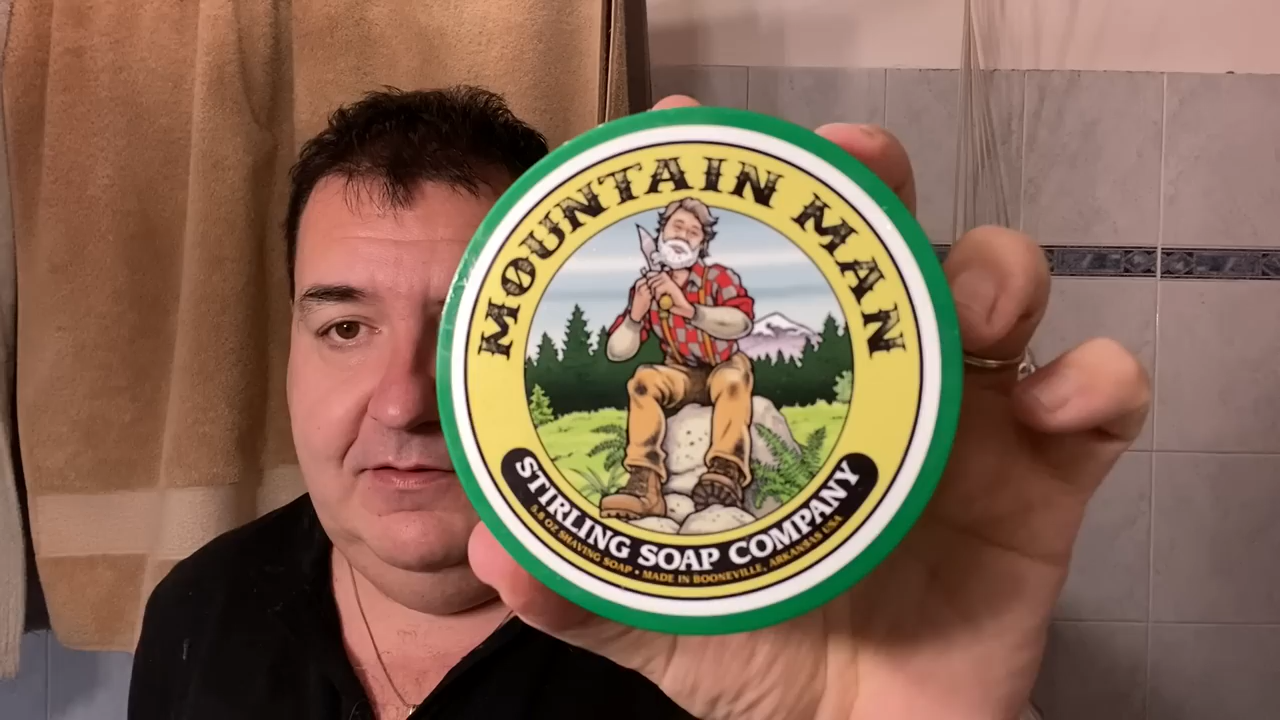 MOUNTAIN MAN
STIRLING SOAP COMPANY
5.8 OZ SHAVING SOAP • MADE IN BOONEVILLE, ARKANSAS USA